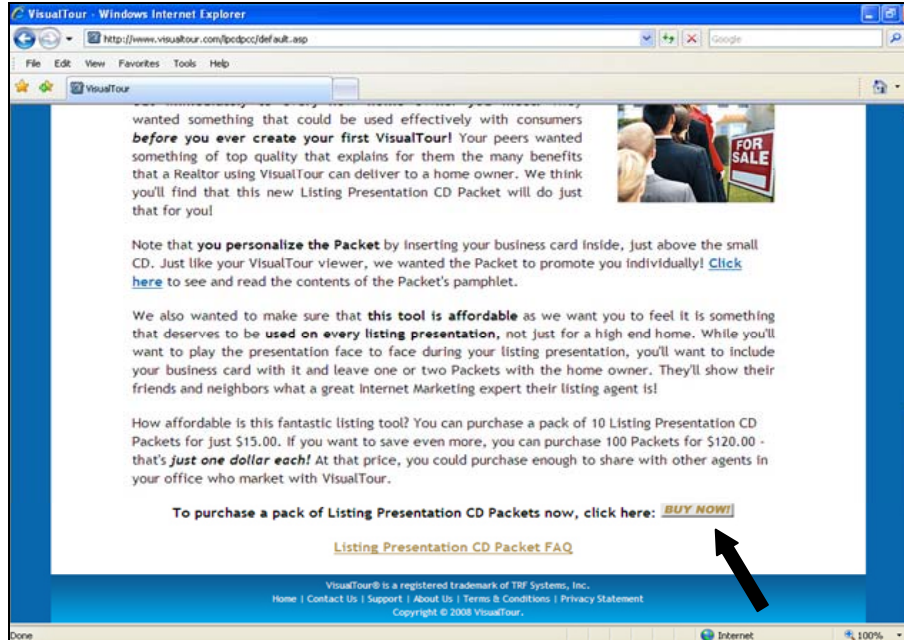 VisualTour - Windows Internet Explorer
http://www.visualtour.com/lpcdpcc/default.asp
Google
File Edit View Favorites Tools Help
VisualTour
wanted something that could be used effectively with consumers
before you ever create your first VisualTour! Your peers wanted
something of top quality that explains for them the many benefits
that a Realtor using VisualTour can deliver to a home owner. We think
you'll find that this new Listing Presentation CD Packet will do just
that for you!
FOR
SALE
Note that you personalize the Packet by inserting your business card inside, just above the small
CD. Just like your VisualTour viewer, we wanted the Packet to promote you individually! Click
here to see and read the contents of the Packet's pamphlet.
We also wanted to make sure that this tool is affordable as we want you to feel it is something
that deserves to be used on every listing presentation, not just for a high end home. While you'll
want to play the presentation face to face during your listing presentation, you'll want to include
your business card with it and leave one or two Packets with the home owner. They'll show their
friends and neighbors what a great Internet Marketing expert their listing agent is!
How affordable is this fantastic listing tool? You can purchase a pack of 10 Listing Presentation CD
Packets for just $15.00. If you want to save even more, you can purchase 100 Packets for $120.00 -
that's just one dollar each! At that price, you could purchase enough to share with other agents in
your office who market with VisualTour.
To purchase a pack of Listing Presentation CD Packets now, click here: BUY NOW!
Listing Presentation CD Packet FAQ
VisualTour® is a registered trademark of TRF Systems, Inc.
Home | Contact Us | Support | About Us | Terms & Conditions | Privacy Statement
Copyright © 2008 VisualTour.
Done
Internet
100%